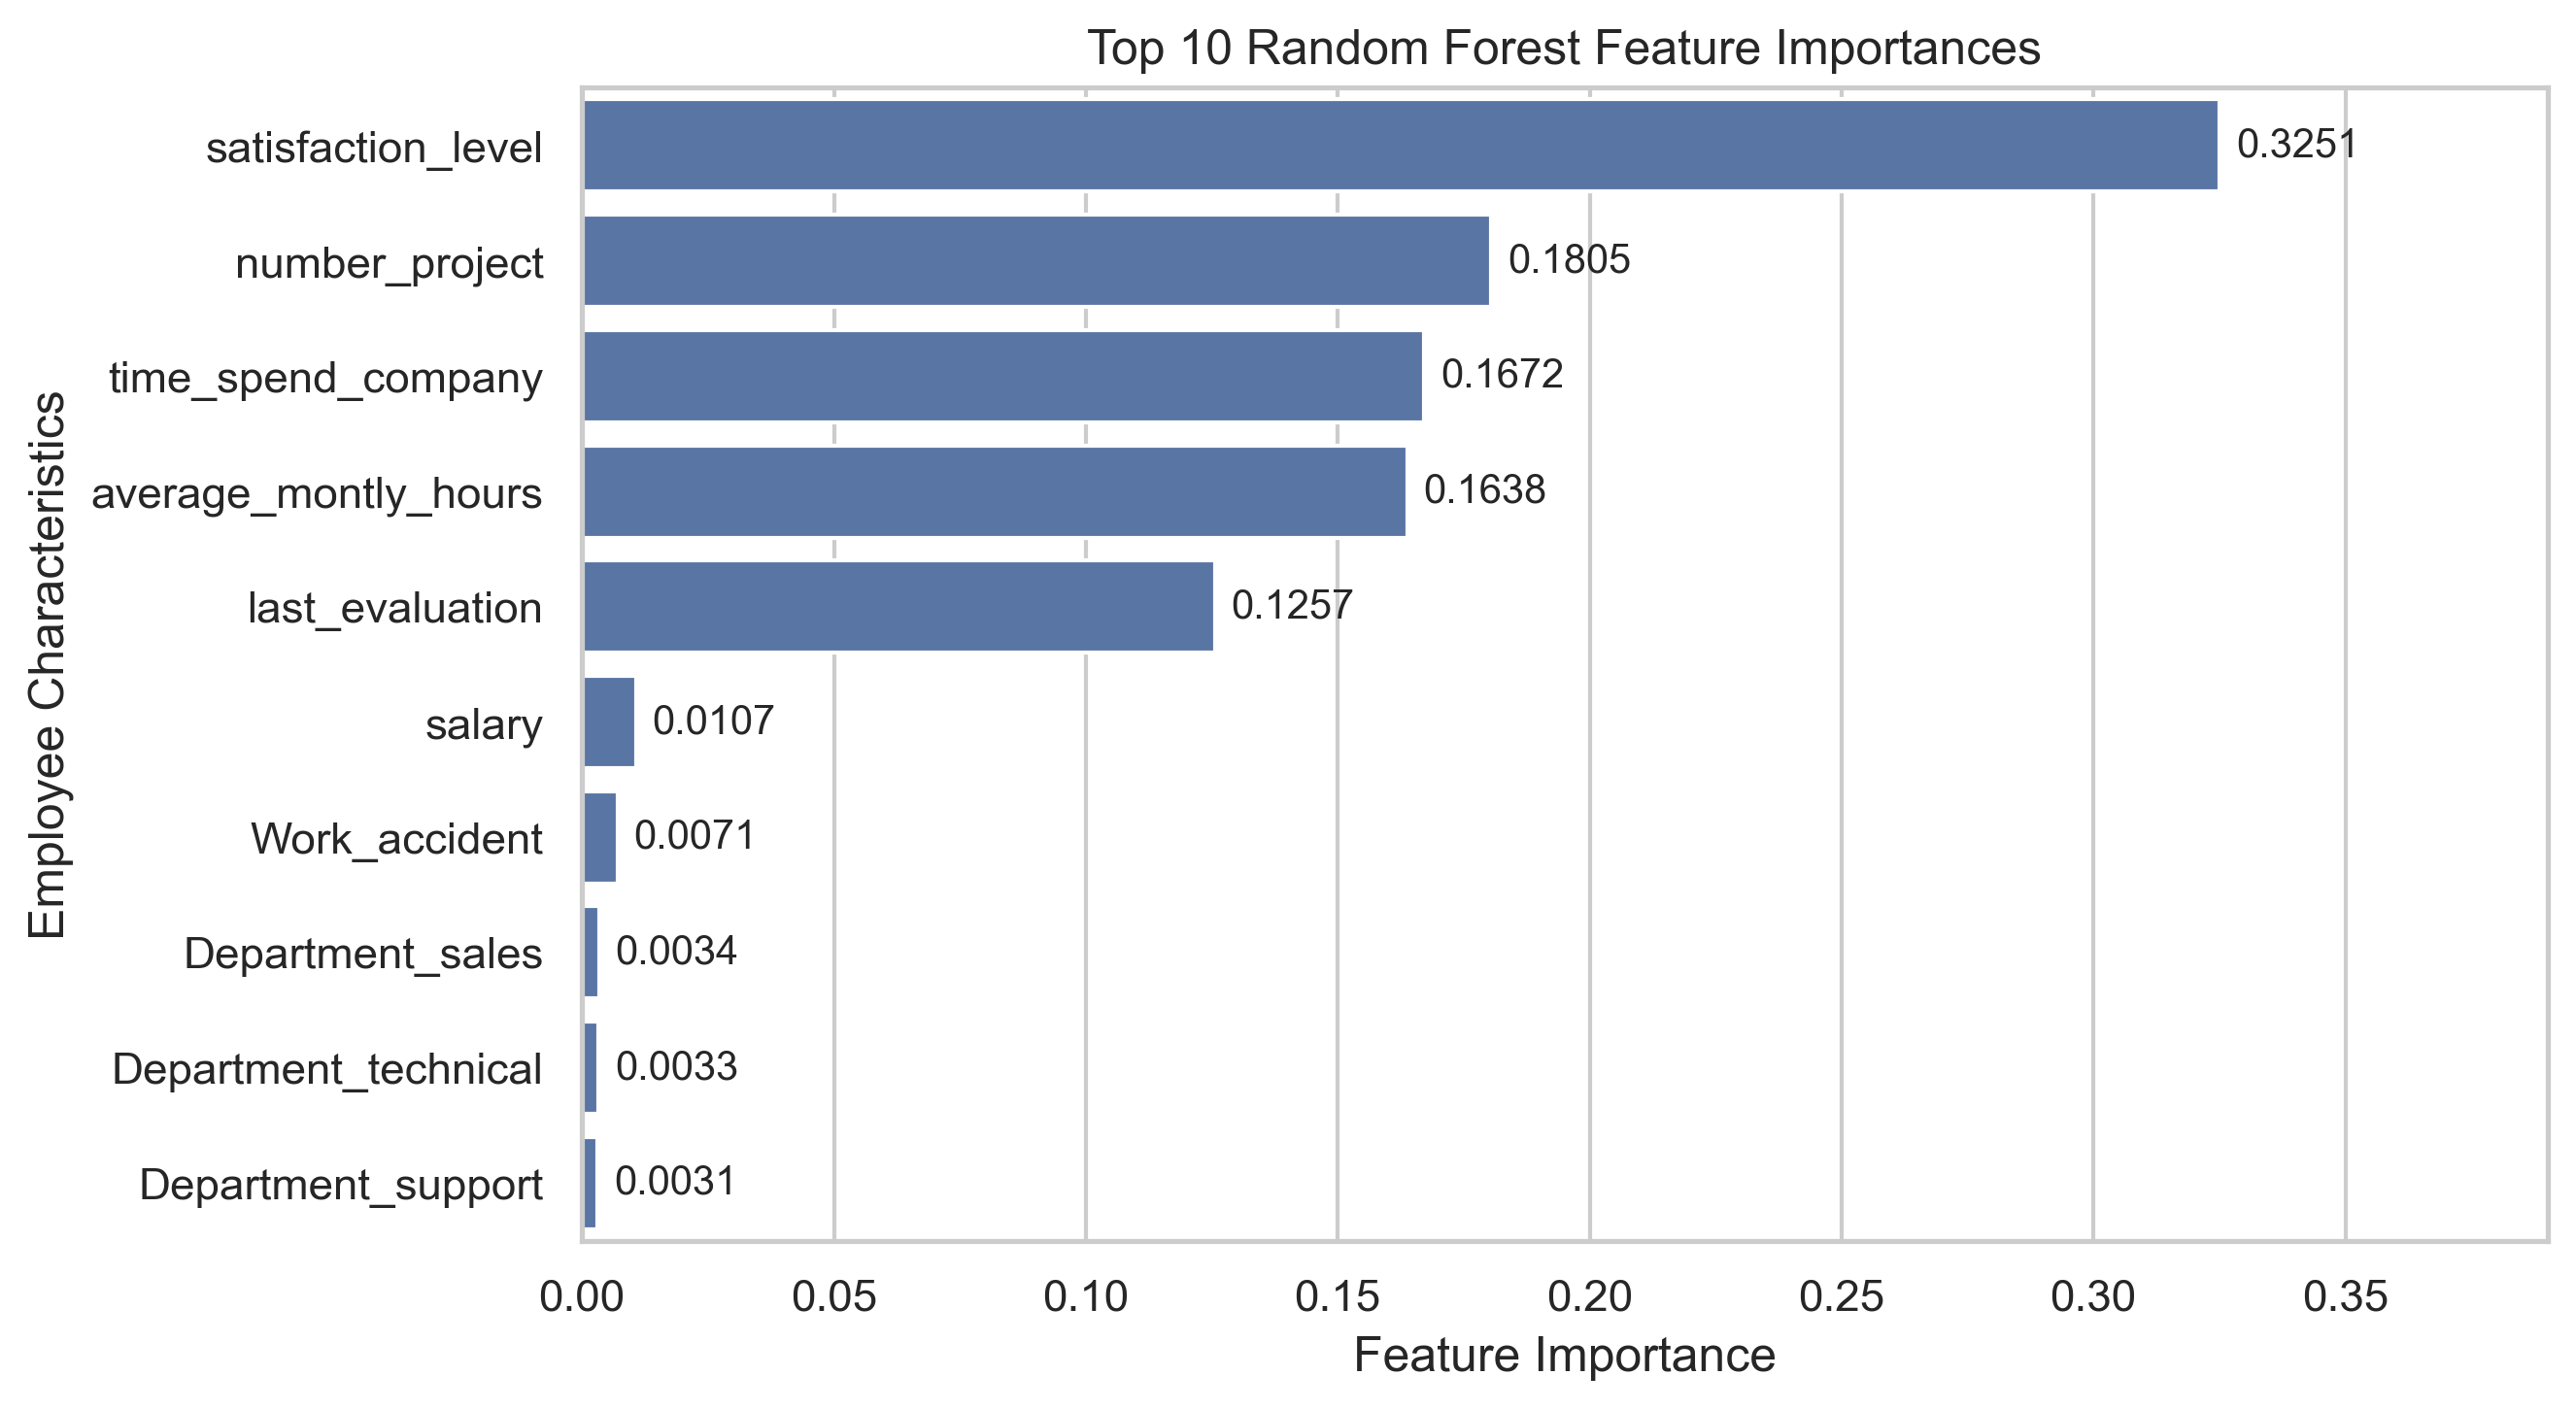 Top 10 Random Forest Feature Importances
Employee Characteristics
satisfaction_level 0.3251
number_project 0.1805
time_spend_company 0.1672
average_montly_hours 0.1638
last_evaluation 0.1257
salary 0.0107
Work_accident 0.0071
Department_sales 0.0034
Department_technical 0.0033
Department_support 0.0031
0.00 0.05 0.10 0.15 0.20 0.25 0.30 0.35
Feature Importance